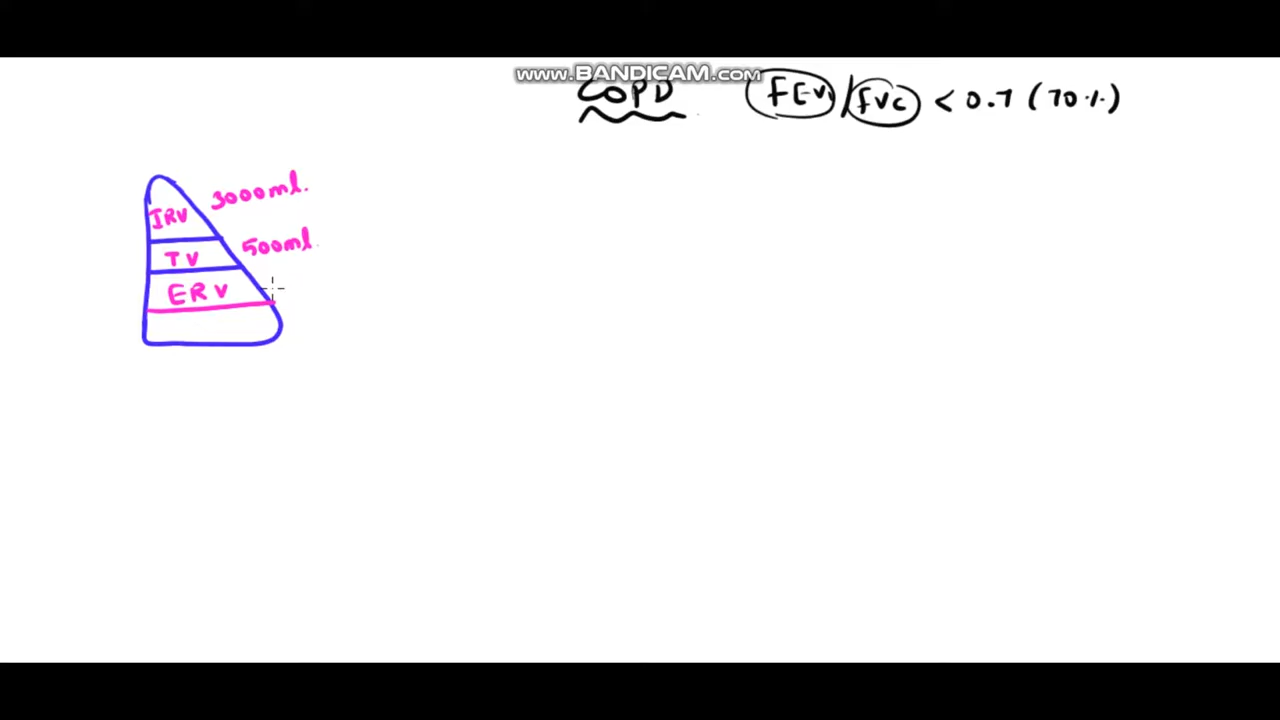 www.BANDICAM.com
COPD FEV₁/FVC < 0.7 (70%)
IRV 3000ml.
TV 500ml.
ERV